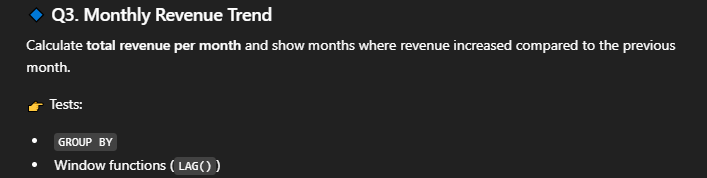 🔷 Q3. Monthly Revenue Trend
Calculate total revenue per month and show months where revenue increased compared to the previous
month.
👉 Tests:
• GROUP BY
• Window functions (LAG())